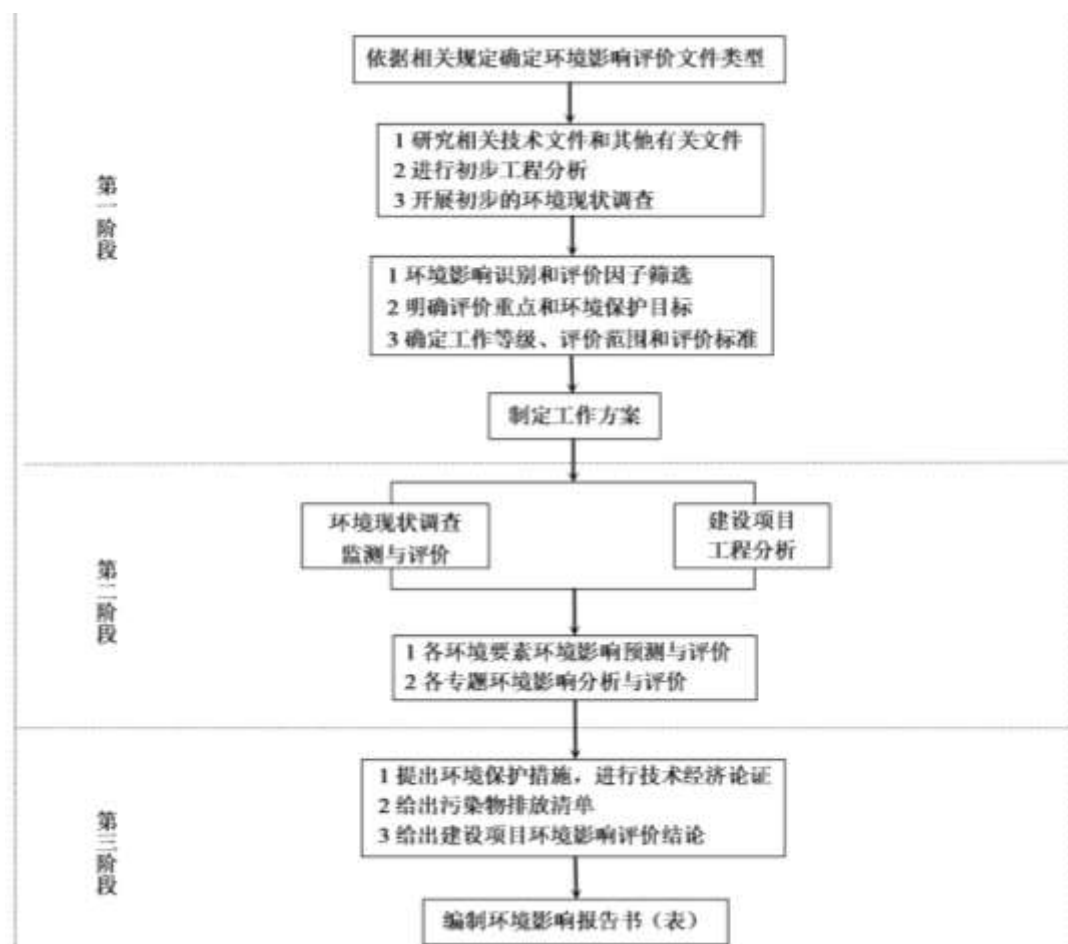 依据相关规定确定环境影响评价文件类型
1 研究相关技术文件和其他有关文件
2 进行初步工程分析
3 开展初步的环境现状调查
第一阶段
1 环境影响识别和评价因子筛选
2 明确评价重点和环境保护目标
3 确定工作等级、评价范围和评价标准
制定工作方案
环境现状调查
监测与评价
建设项目
工程分析
第二阶段
1 各环境要素环境影响预测与评价
2 各专题环境影响分析与评价
1 提出环境保护措施，进行技术经济论证
2 给出污染物排放清单
3 给出建设项目环境影响评价结论
第三阶段
编制环境影响报告书（表）